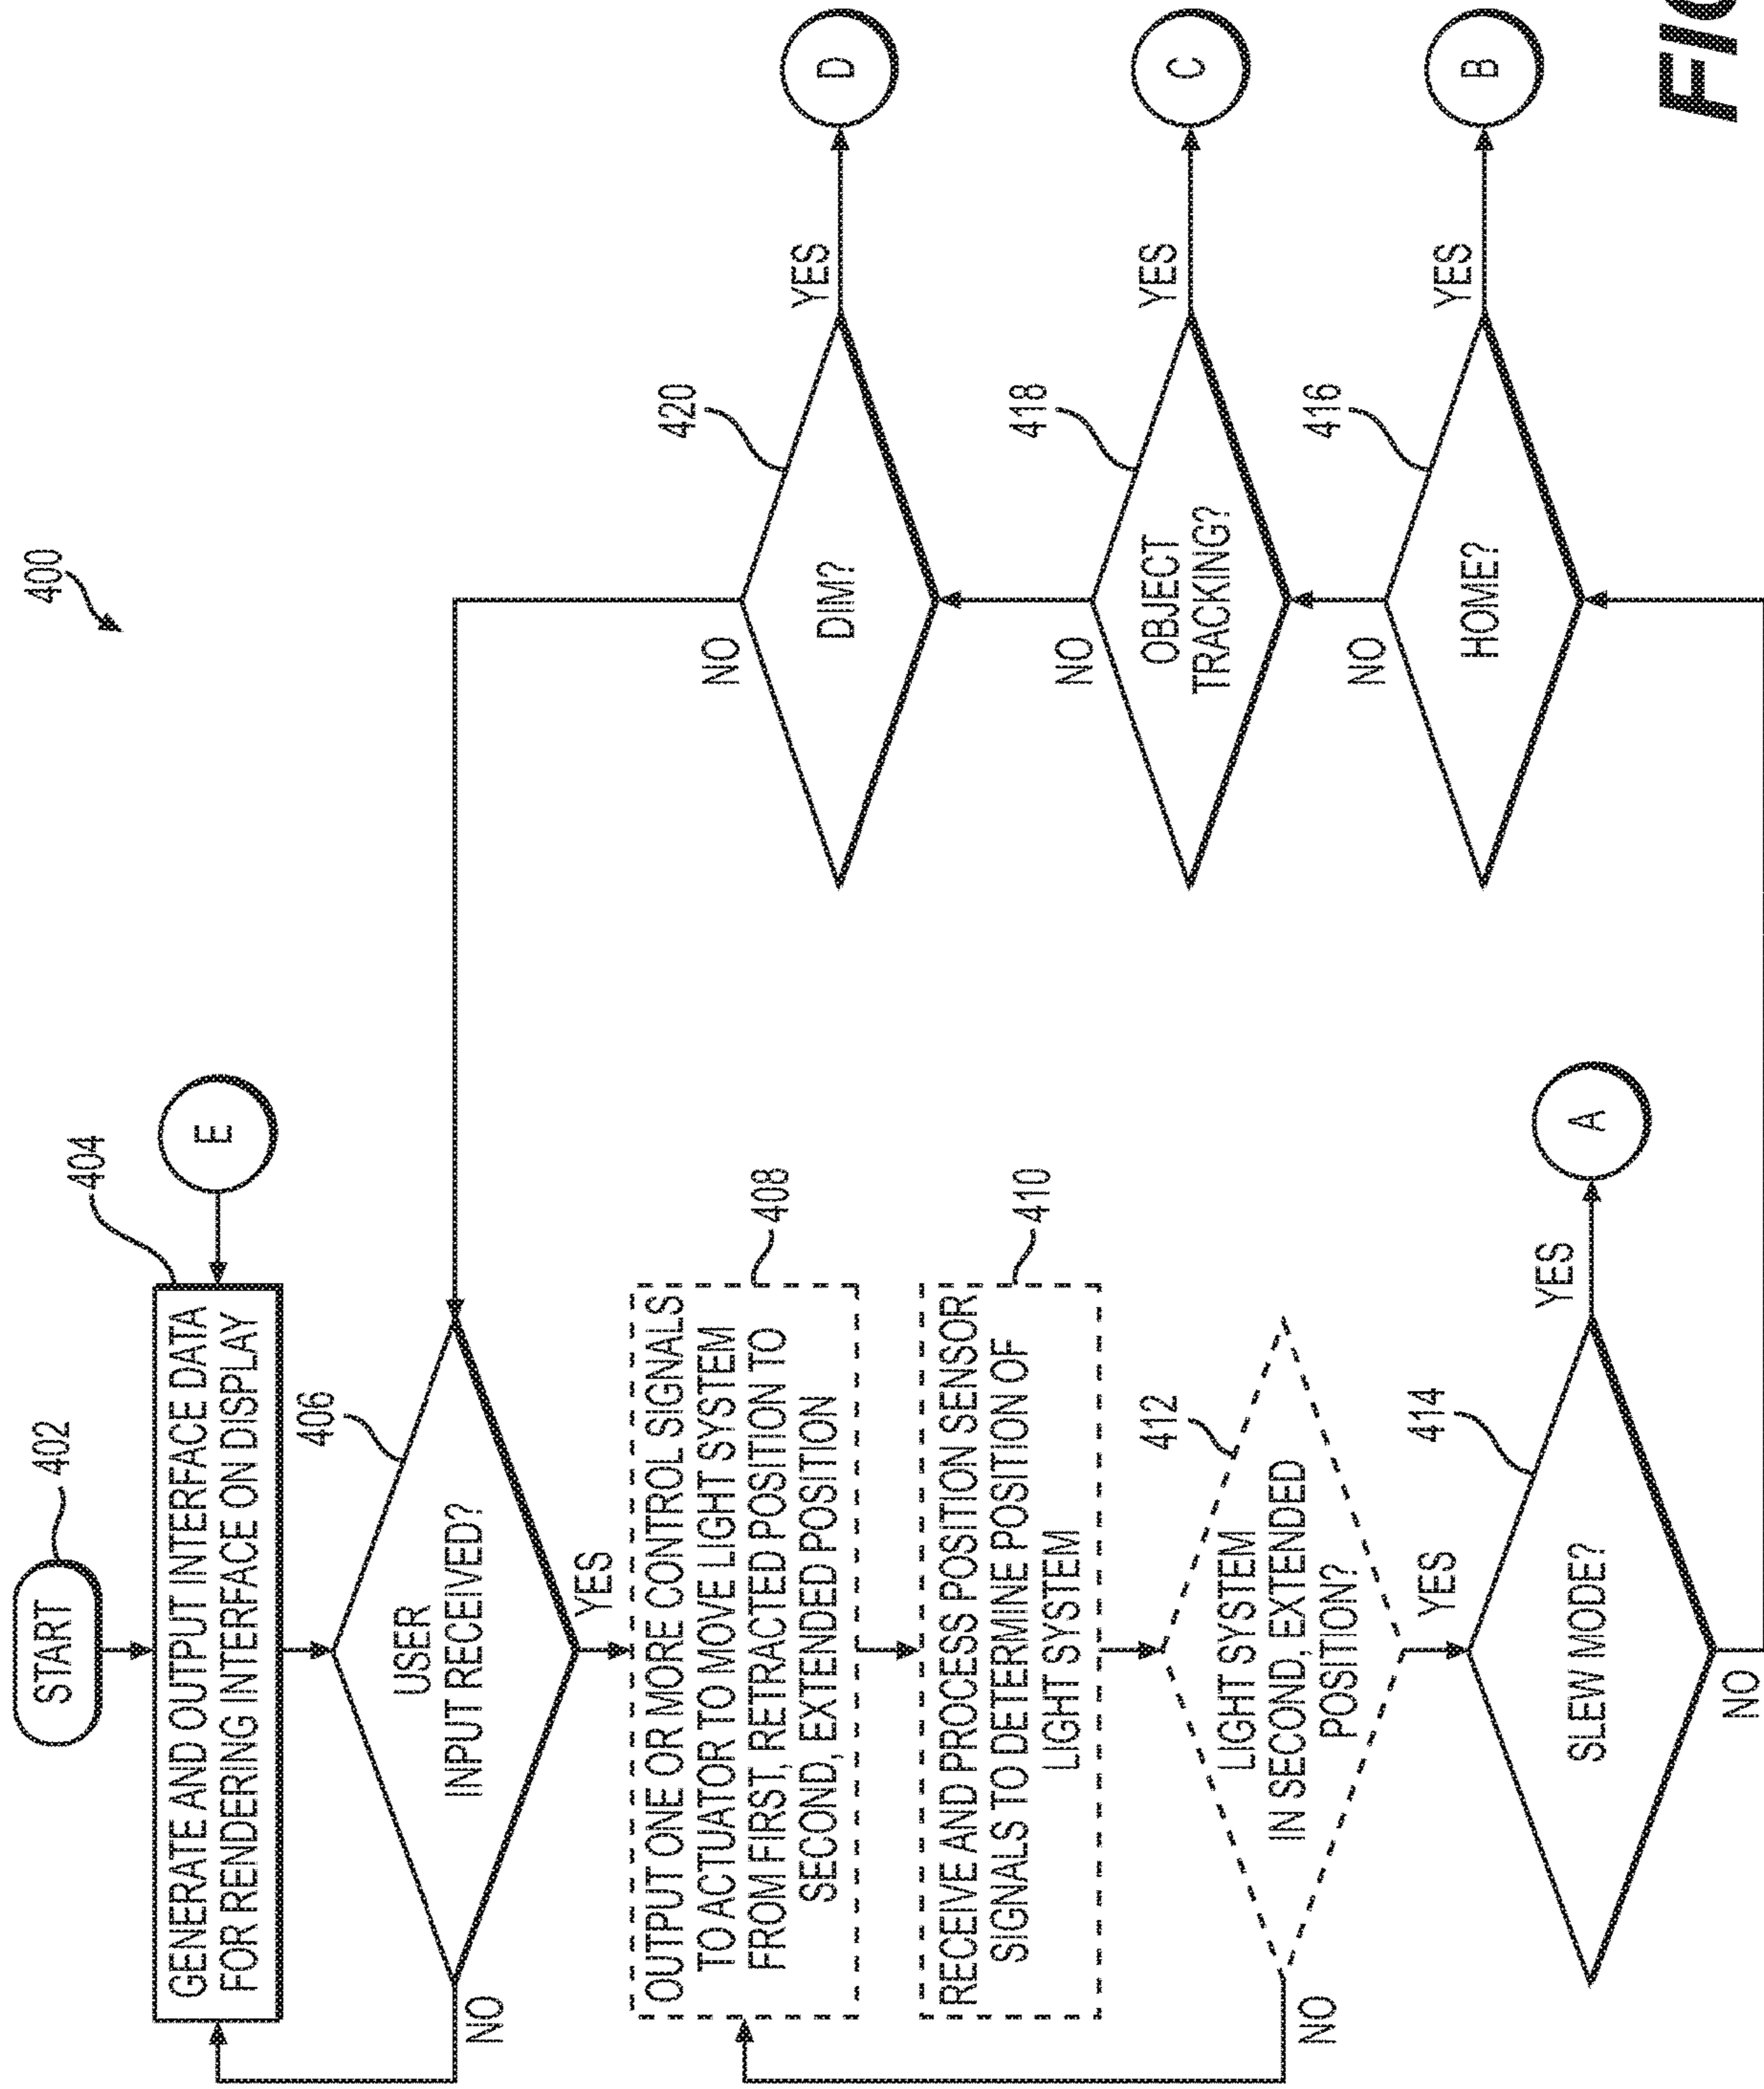 400
START
402
GENERATE AND OUTPUT INTERFACE DATA
FOR RENDERING INTERFACE ON DISPLAY
404
E
USER
INPUT RECEIVED?
406
NO
YES
OUTPUT ONE OR MORE CONTROL SIGNALS
TO ACTUATOR TO MOVE LIGHT SYSTEM
FROM FIRST, RETRACTED POSITION TO
SECOND, EXTENDED POSITION
408
RECEIVE AND PROCESS POSITION SENSOR
SIGNALS TO DETERMINE POSITION OF
LIGHT SYSTEM
410
LIGHT SYSTEM
IN SECOND, EXTENDED
POSITION?
412
NO
YES
SLEW MODE?
414
YES
A
NO
DIM?
420
NO
YES
D
OBJECT
TRACKING?
418
NO
YES
C
HOME?
416
NO
YES
B